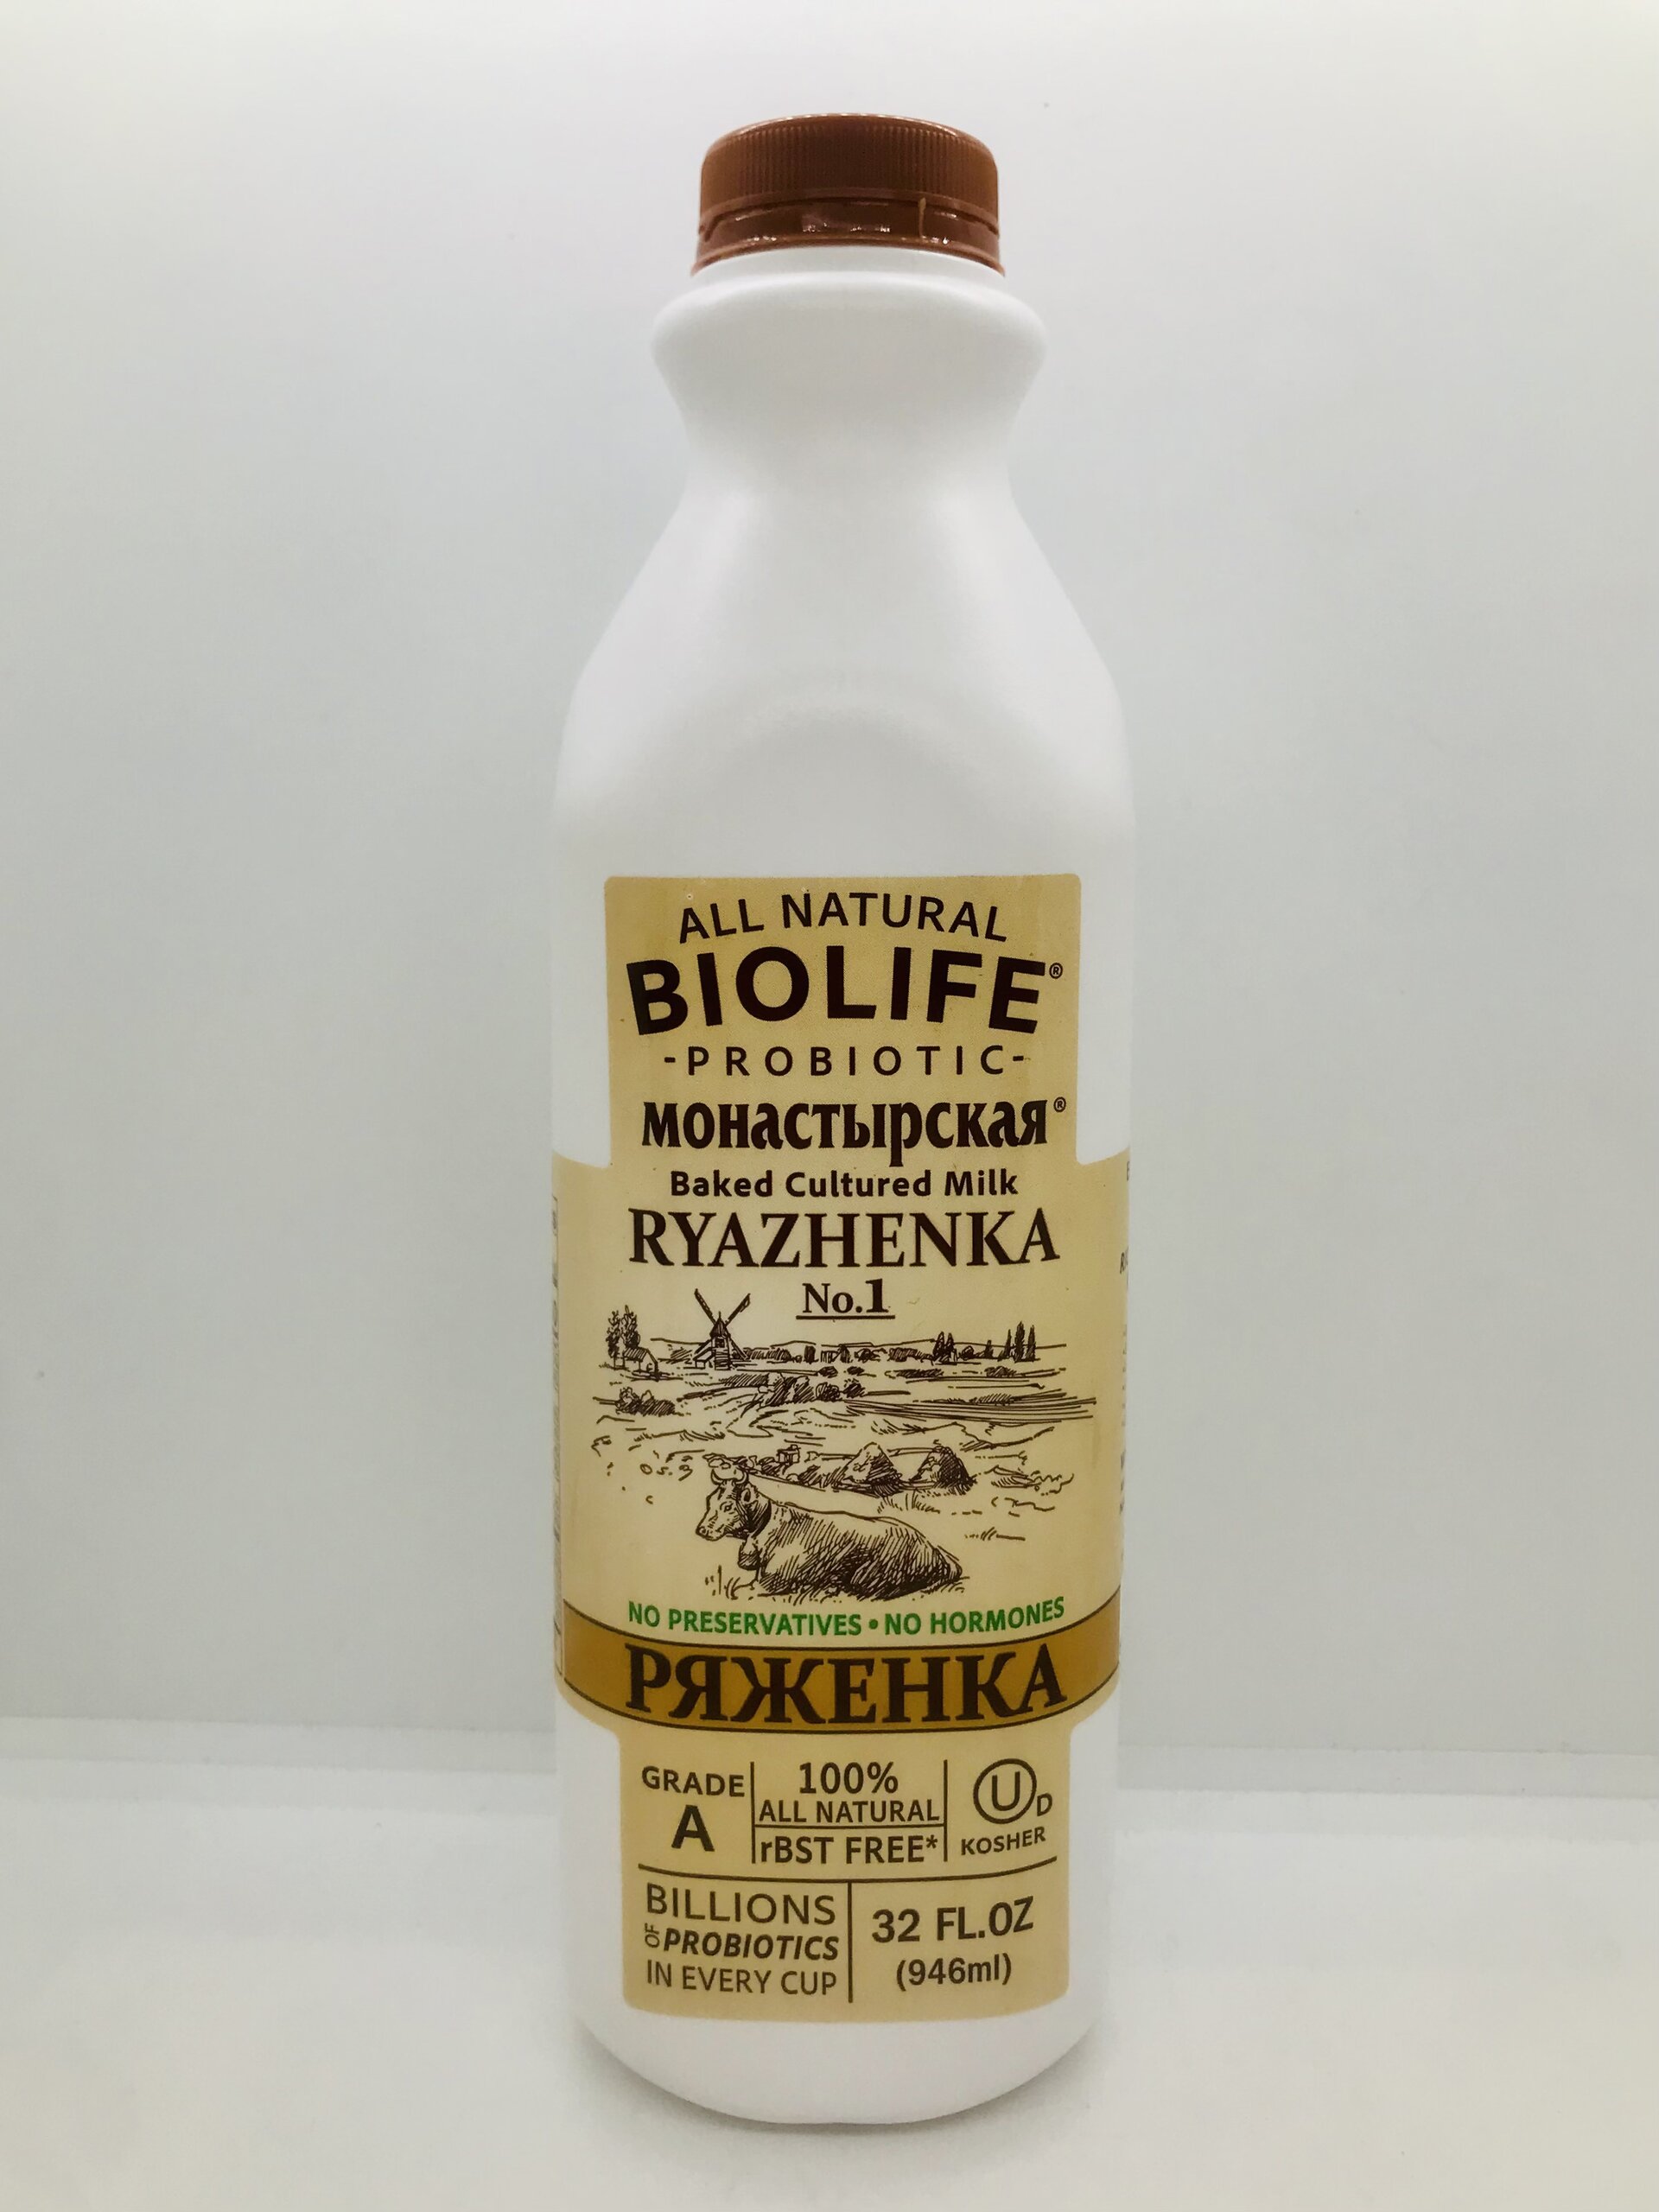 ALL NATURAL
BIOLIFE®
-PROBIOTIC-
монастырская®
Baked Cultured Milk
RYAZHENKA
No.1
NO PRESERVATIVES • NO HORMONES
РЯЖЕНКА
GRADE
A
100%
ALL NATURAL
rBST FREE*
UD
KOSHER
BILLIONS
OF PROBIOTICS
IN EVERY CUP
32 FL.OZ
(946ml)